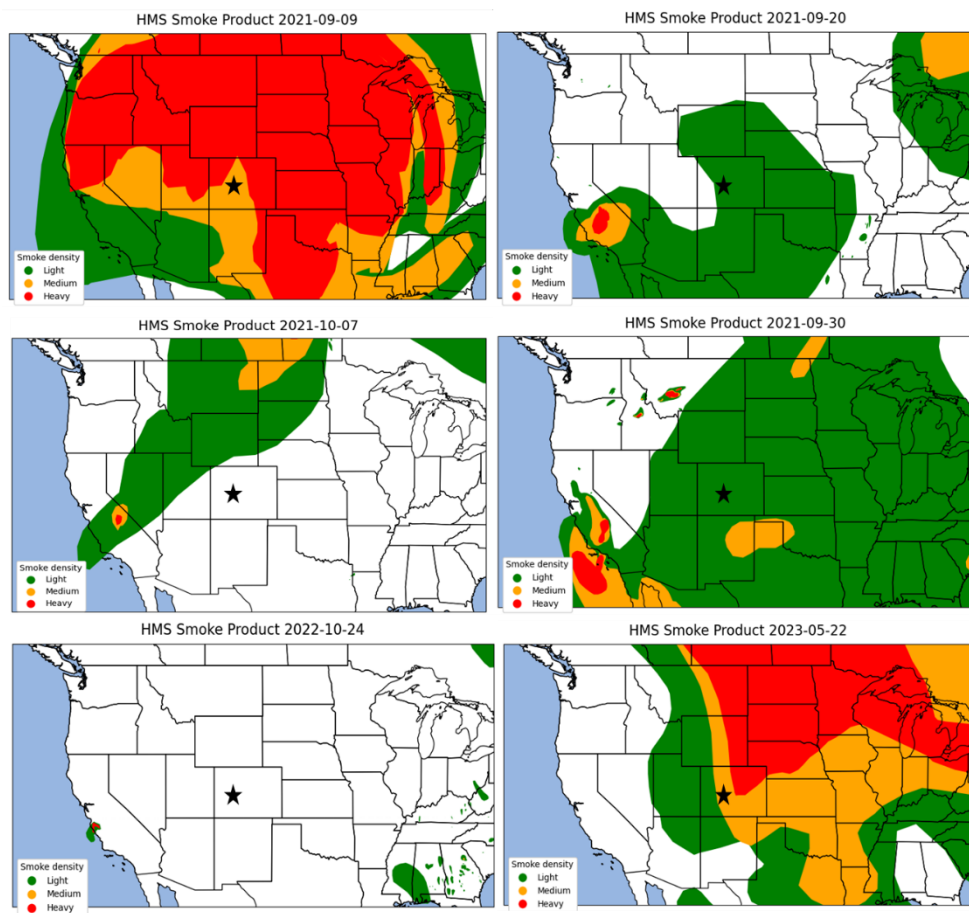 HMS Smoke Product 2021-09-09
Smoke density
Light
Medium
Heavy
HMS Smoke Product 2021-09-20
Smoke density
Light
Medium
Heavy
HMS Smoke Product 2021-10-07
Smoke density
Light
Medium
Heavy
HMS Smoke Product 2021-09-30
Smoke density
Light
Medium
Heavy
HMS Smoke Product 2022-10-24
Smoke density
Light
Medium
Heavy
HMS Smoke Product 2023-05-22
Smoke density
Light
Medium
Heavy